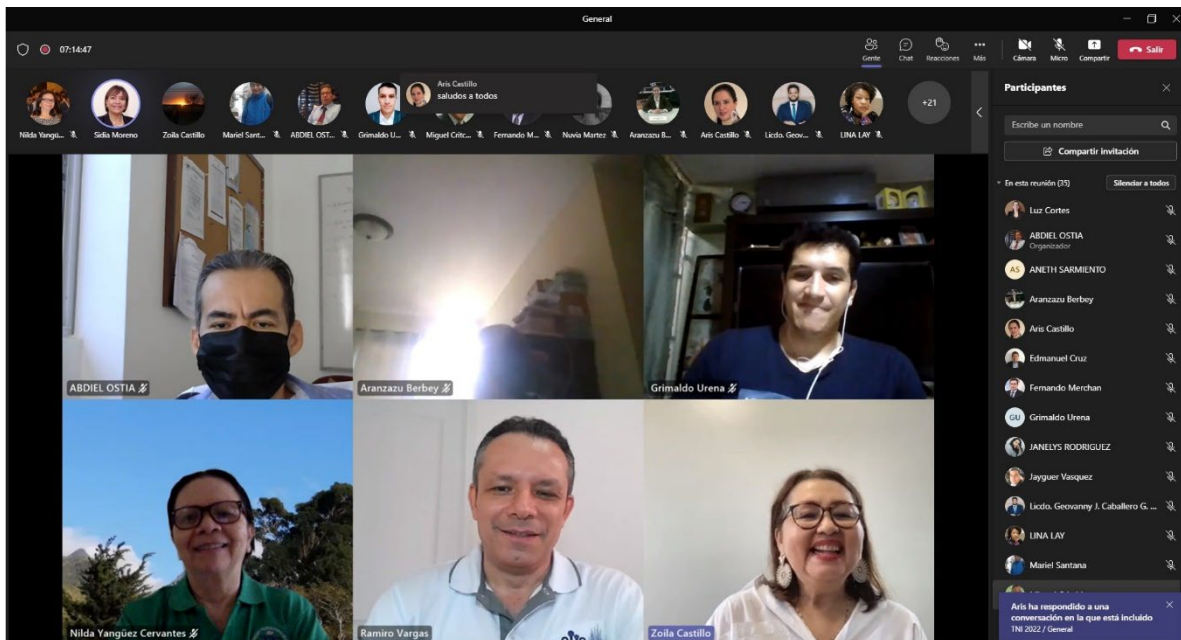 General
07:14:47
Gente
Chat
Reacciones
Más
Cámara
Micro
Compartir
Salir
Nilda Yangü...
Sidia Moreno
Zoila Castillo
Mariel Sant...
ABDIEL OST...
Grimaldo U...
Miguel Critc...
Fernando M...
Nuvia Martez
Aranzazu B...
Aris Castillo
Licdo. Geov...
LINA LAY
+21
Aris Castillo
saludos a todos
ABDIEL OSTIA
Aranzazu Berbey
Grimaldo Urena
Nilda Yangüez Cervantes
Ramiro Vargas
Zoila Castillo
Participantes
Escribe un nombre
Compartir invitación
En esta reunión (35)
Silenciar a todos
Luz Cortes
ABDIEL OSTIA
Organizador
AS
ANETH SARMIENTO
Aranzazu Berbey
Aris Castillo
Edmanuel Cruz
Fernando Merchan
GU
Grimaldo Urena
JANELYS RODRIGUEZ
Jayguer Vasquez
Licdo. Geovanny J. Caballero G. ...
LINA LAY
Mariel Santana
Aris ha respondido a una
conversación en la que está incluido
TNI 2022 / General